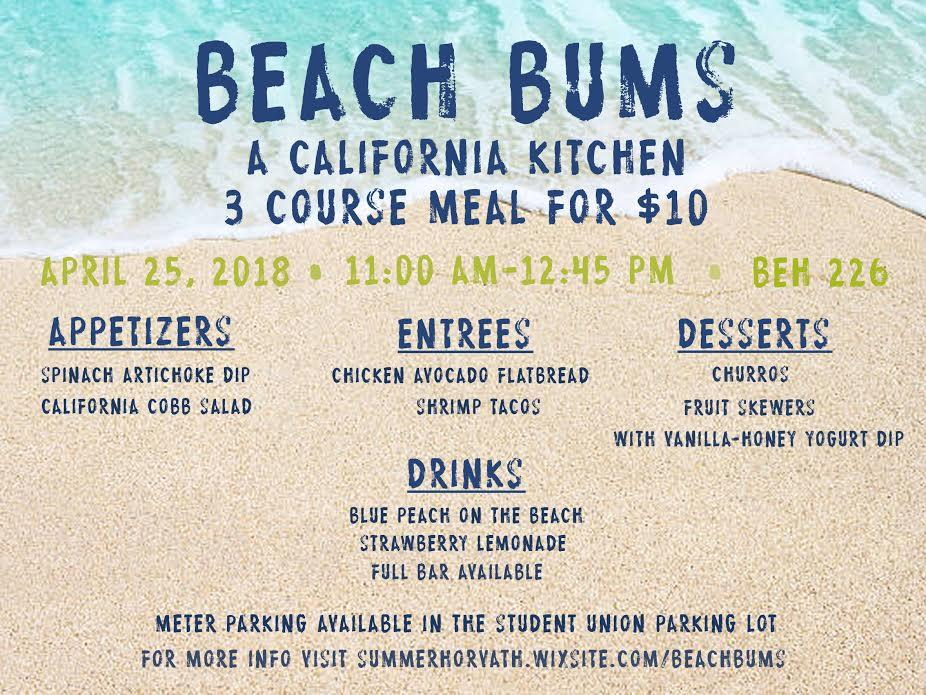 BEACH BUMS
A CALIFORNIA KITCHEN
3 COURSE MEAL FOR $10
APRIL 25, 2018 • 11:00 AM-12:45 PM • BEH 226
APPETIZERS
SPINACH ARTICHOKE DIP
CALIFORNIA COBB SALAD
ENTREES
CHICKEN AVOCADO FLATBREAD
SHRIMP TACOS
DESSERTS
CHURROS
FRUIT SKEWERS
WITH VANILLA-HONEY YOGURT DIP
DRINKS
BLUE PEACH ON THE BEACH
STRAWBERRY LEMONADE
FULL BAR AVAILABLE
METER PARKING AVAILABLE IN THE STUDENT UNION PARKING LOT
FOR MORE INFO VISIT SUMMERHORVATH.WIXSITE.COM/BEACHBUMS